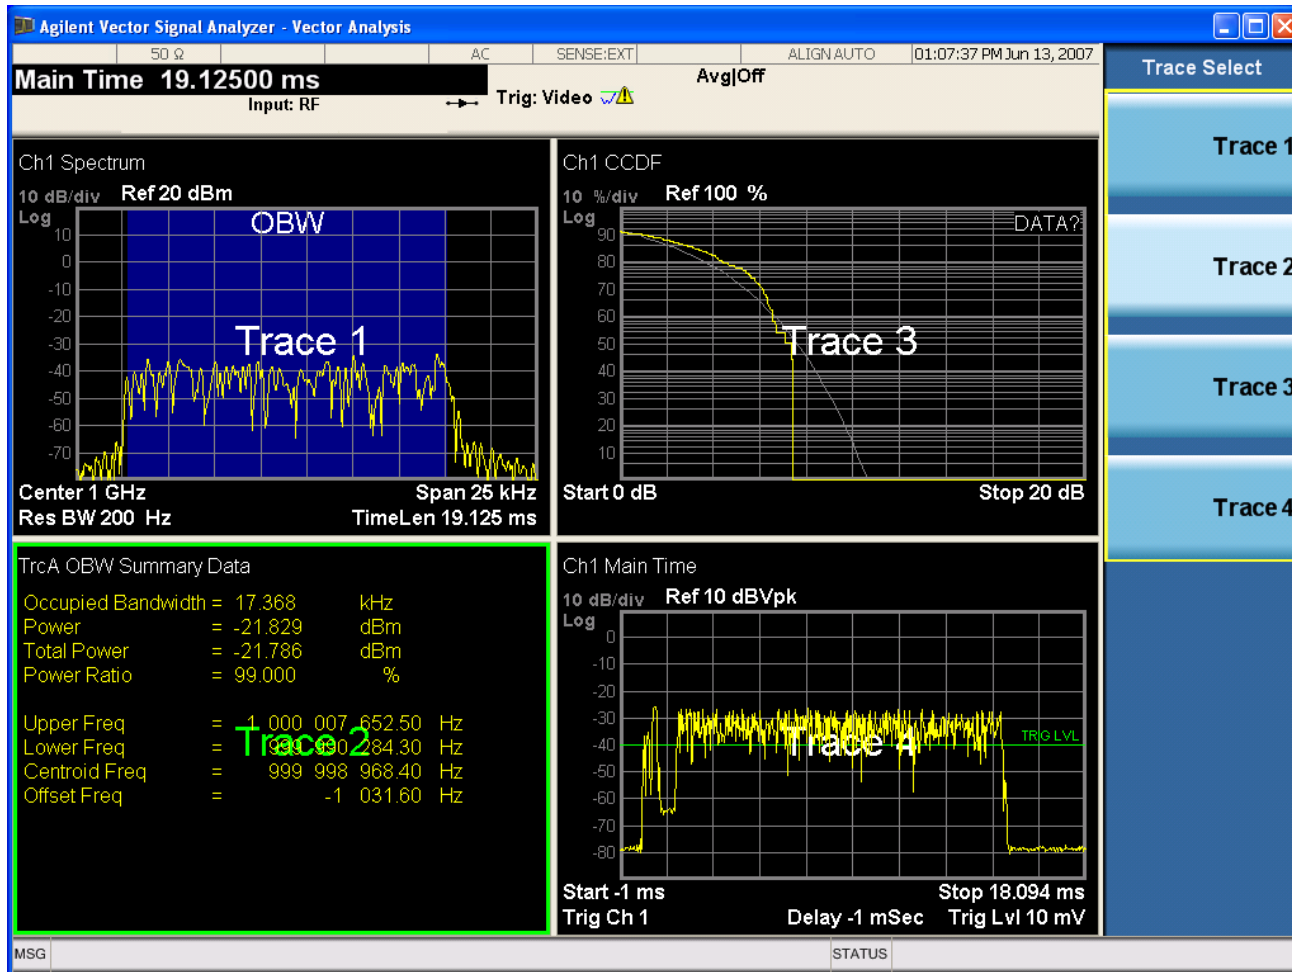 Agilent Vector Signal Analyzer - Vector Analysis
50 Ω AC SENSE:EXT ALIGN AUTO 01:07:37 PM Jun 13, 2007
Main Time 19.12500 ms
Input: RF
Trig: Video
Avg|Off
Trace Select
Trace 1
Trace 2
Trace 3
Trace 4
Ch1 Spectrum
10 dB/div Ref 20 dBm
Log
OBW
10
0
-10
-20
-30
-40
-50
-60
-70
Trace 1
Center 1 GHz Span 25 kHz
Res BW 200 Hz TimeLen 19.125 ms
Ch1 CCDF
10 %/div Ref 100 %
Log
DATA?
90
80
70
60
50
40
30
20
10
Trace 3
Start 0 dB Stop 20 dB
TrcA OBW Summary Data
Occupied Bandwidth = 17.368 kHz
Power = -21.829 dBm
Total Power = -21.786 dBm
Power Ratio = 99.000 %
Upper Freq = 1 000 007 652.50 Hz
Lower Freq = 999 990 284.30 Hz
Centroid Freq = 999 998 968.40 Hz
Offset Freq = -1 031.60 Hz
Trace 2
Ch1 Main Time
10 dB/div Ref 10 dBVpk
Log
0
-10
-20
-30
-40
-50
-60
-70
-80
TRIG LVL
Trace 4
Start -1 ms Stop 18.094 ms
Trig Ch 1 Delay -1 mSec Trig Lvl 10 mV
MSG STATUS